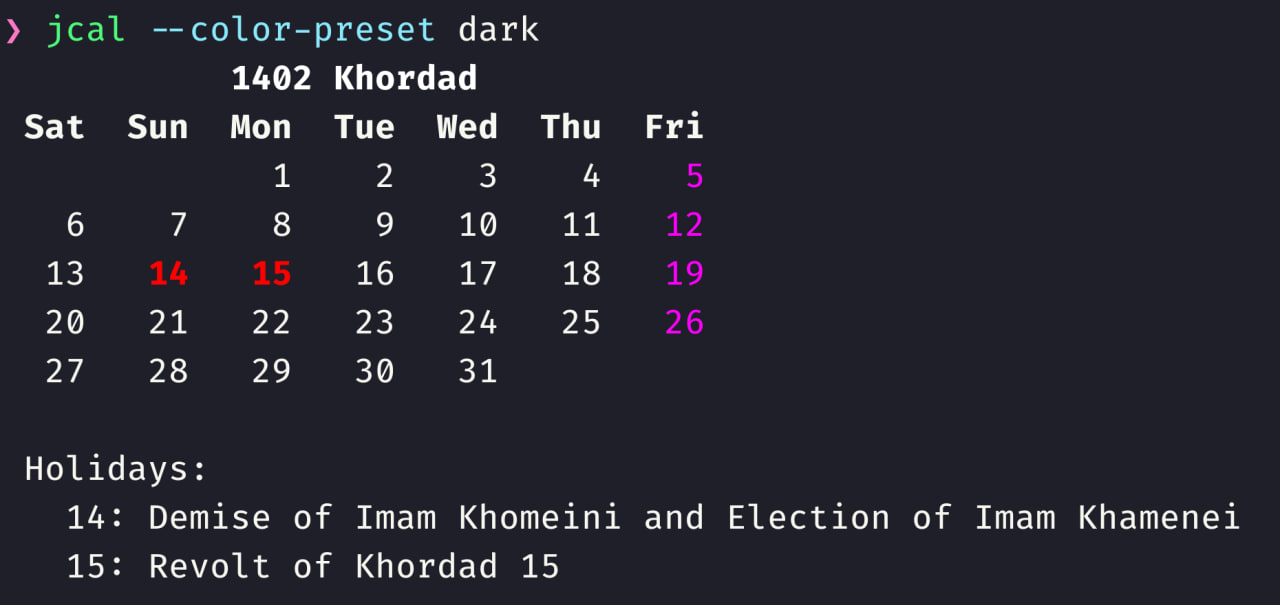 ❯ jcal --color-preset dark
1402 Khordad
Sat Sun Mon Tue Wed Thu Fri
1 2 3 4 5
6 7 8 9 10 11 12
13 14 15 16 17 18 19
20 21 22 23 24 25 26
27 28 29 30 31
Holidays:
14: Demise of Imam Khomeini and Election of Imam Khamenei
15: Revolt of Khordad 15